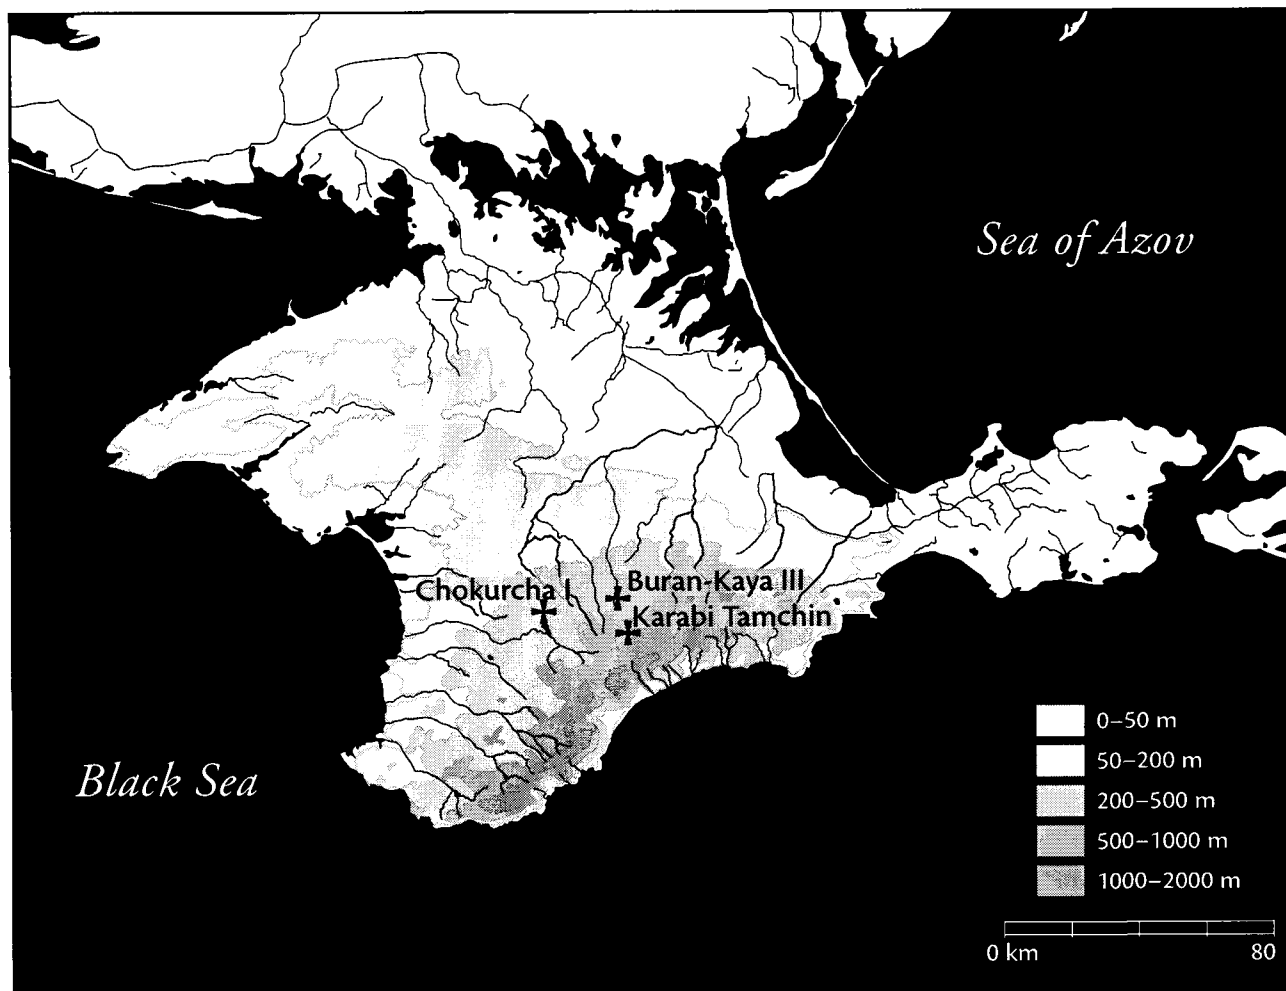 Sea of Azov
Chokurcha I
Buran-Kaya III
Karabi Tamchin
Black Sea
0–50 m
50–200 m
200–500 m
500–1000 m
1000–2000 m
0 km 80